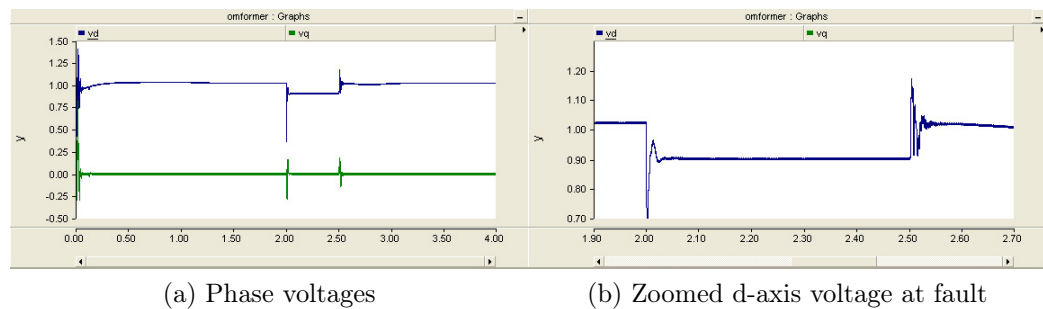 omformer : Graphs
vd
vq
1.50
1.25
1.00
0.75
0.50
0.25
0.00
-0.25
-0.50
y
0.00 0.50 1.00 1.50 2.00 2.50 3.00 3.50 4.00
(a) Phase voltages
omformer : Graphs
vd
vq
1.20
1.10
1.00
0.90
0.80
0.70
y
1.90 2.00 2.10 2.20 2.30 2.40 2.50 2.60 2.70
(b) Zoomed d-axis voltage at fault